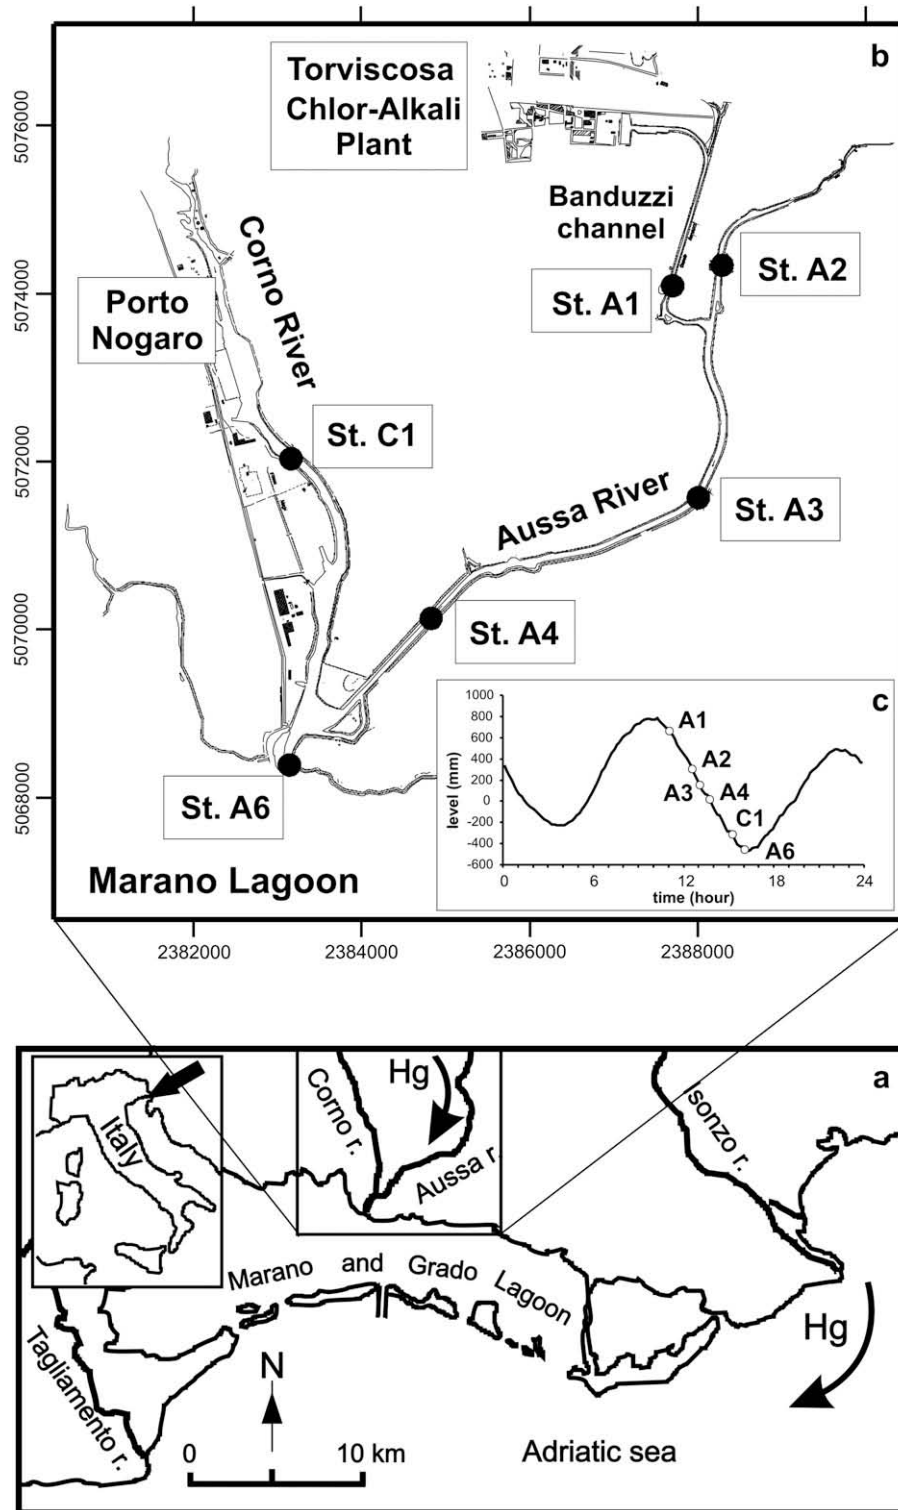 b
Torviscosa
Chlor-Alkali
Plant
Banduzzi
channel
St. A1
St. A2
Corno River
Porto
Nogaro
St. C1
Aussa River
St. A3
St. A4
St. A6
Marano Lagoon
5076000
5074000
5072000
5070000
5068000
2382000
2384000
2386000
2388000
c
level (mm)
1000
800
600
400
200
0
-200
-400
-600
A1
A2
A3
A4
C1
A6
0
6
12
18
24
time (hour)
a
Italy
Corno r.
Hg
Aussa r.
Isonzo r.
Marano and Grado Lagoon
Hg
Tagliamento r.
N
0
10 km
Adriatic sea